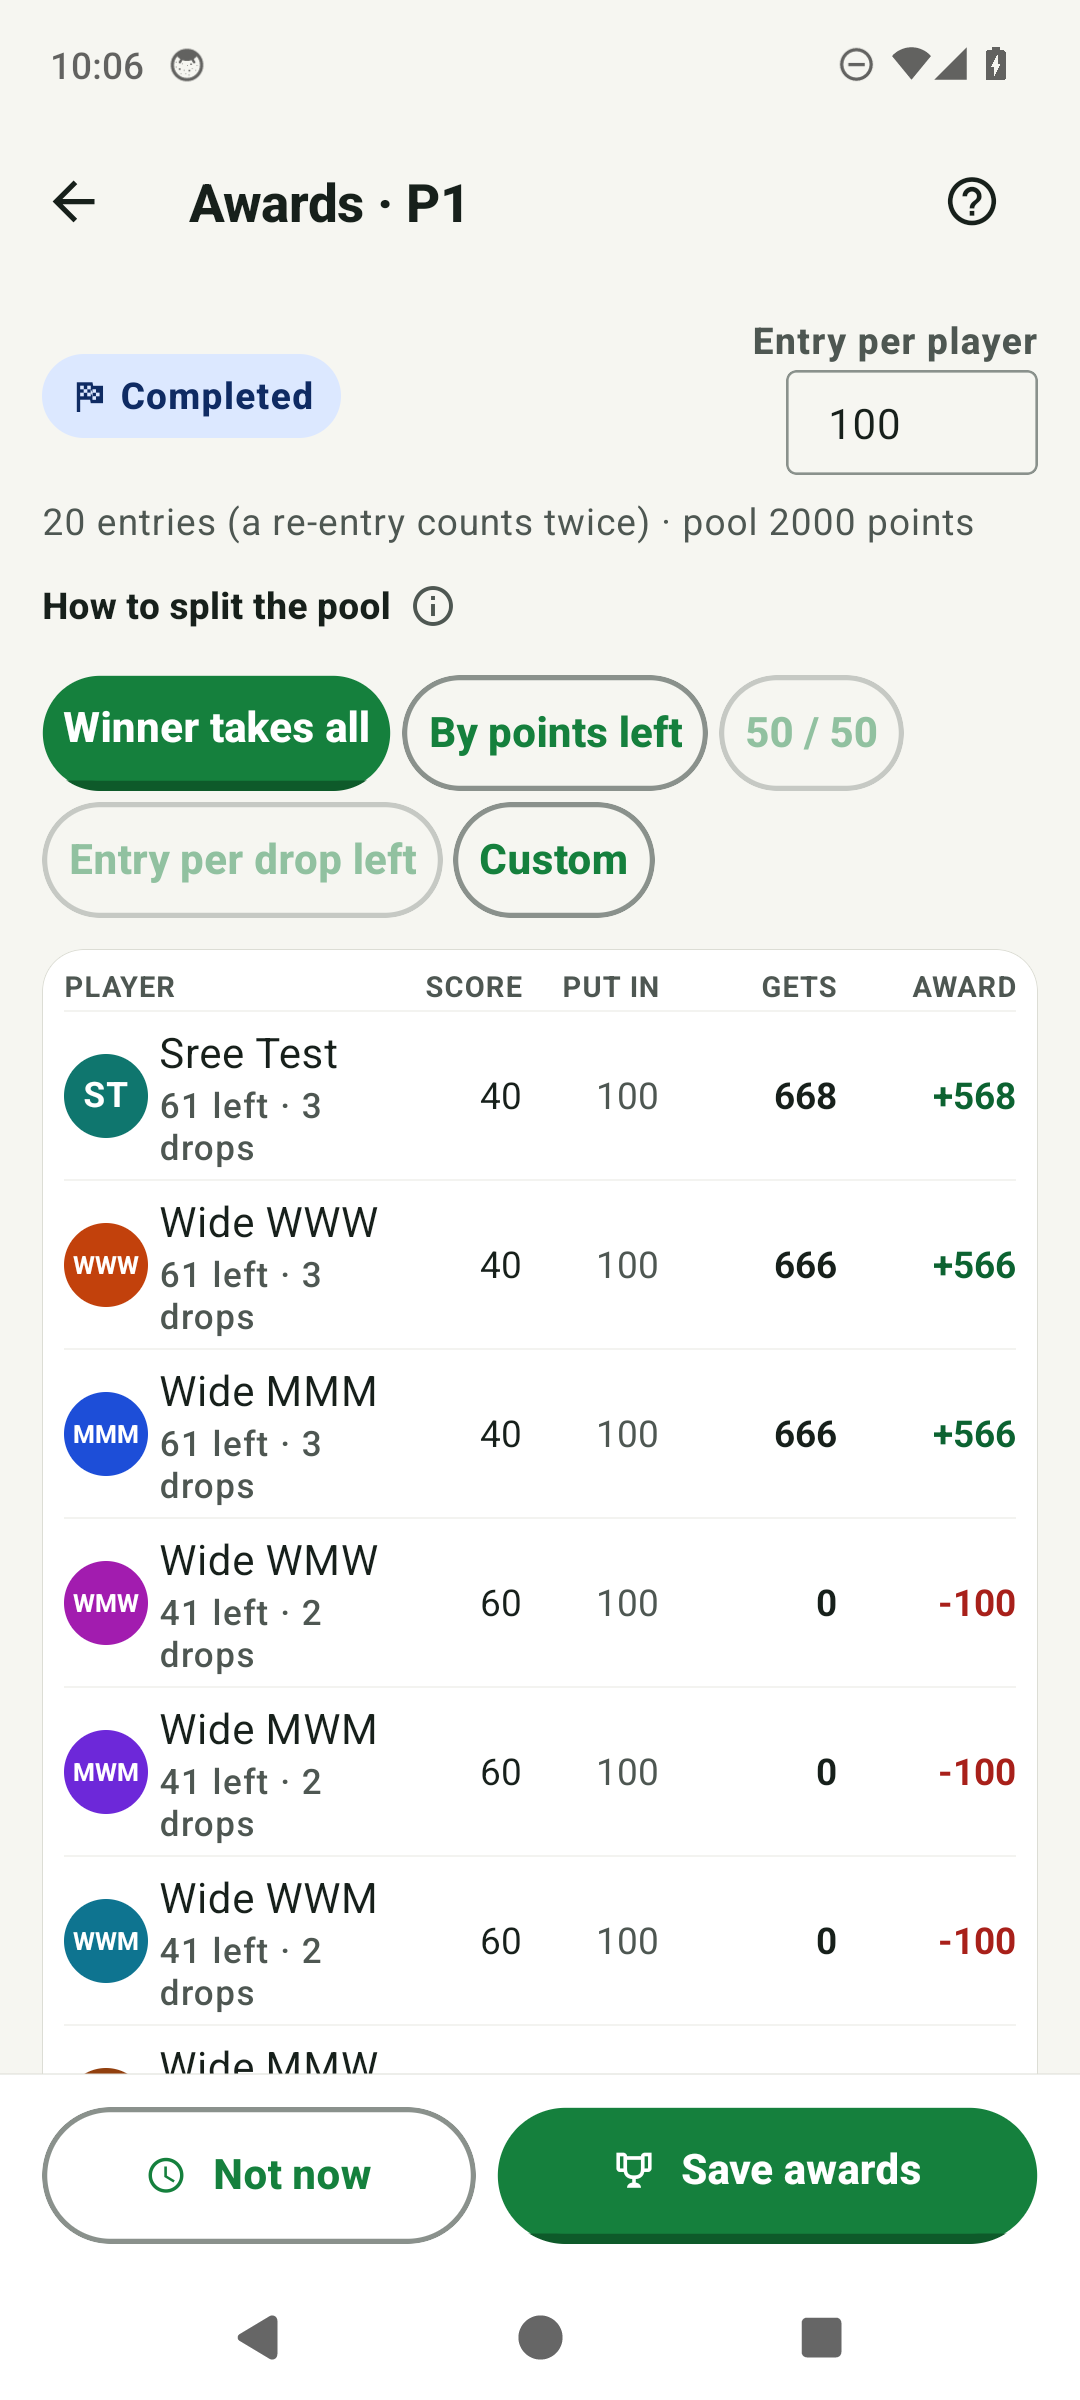 10:06
Awards · P1
Entry per player
Completed
100
20 entries (a re-entry counts twice) · pool 2000 points
How to split the pool
Winner takes all
By points left
50 / 50
Entry per drop left
Custom
PLAYER SCORE PUT IN GETS AWARD
Sree Test
ST 61 left · 3 drops 40 100 668 +568
Wide WWW
WWW 61 left · 3 drops 40 100 666 +566
Wide MMM
MMM 61 left · 3 drops 40 100 666 +566
Wide WMW
WMW 41 left · 2 drops 60 100 0 -100
Wide MWM
MWM 41 left · 2 drops 60 100 0 -100
Wide WWM
WWM 41 left · 2 drops 60 100 0 -100
Wide MMW
Not now
Save awards